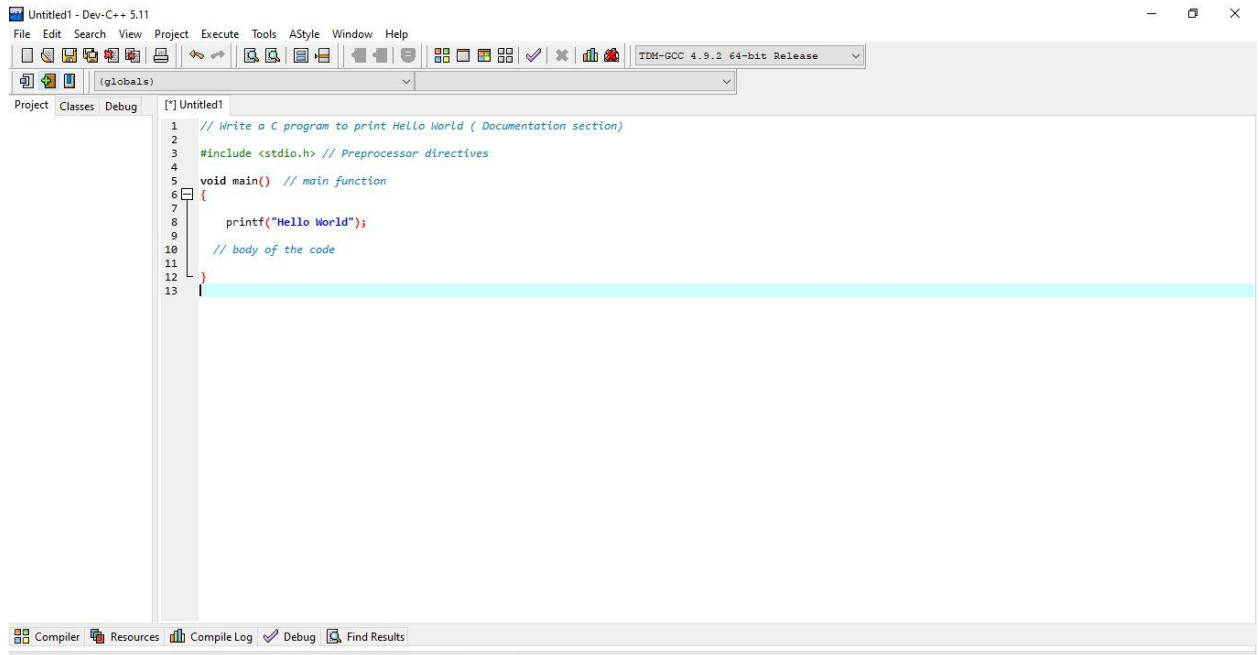 Untitled1 - Dev-C++ 5.11
File Edit Search View Project Execute Tools AStyle Window Help
TDM-GCC 4.9.2 64-bit Release
(globals)
Project Classes Debug [*] Untitled1
1 // Write a C program to print Hello World ( Documentation section)
2
3 #include <stdio.h> // Preprocessor directives
4
5 void main() // main function
6 {
7
8 printf("Hello World");
9
10 // body of the code
11
12 }
13
Compiler Resources Compile Log Debug Find Results